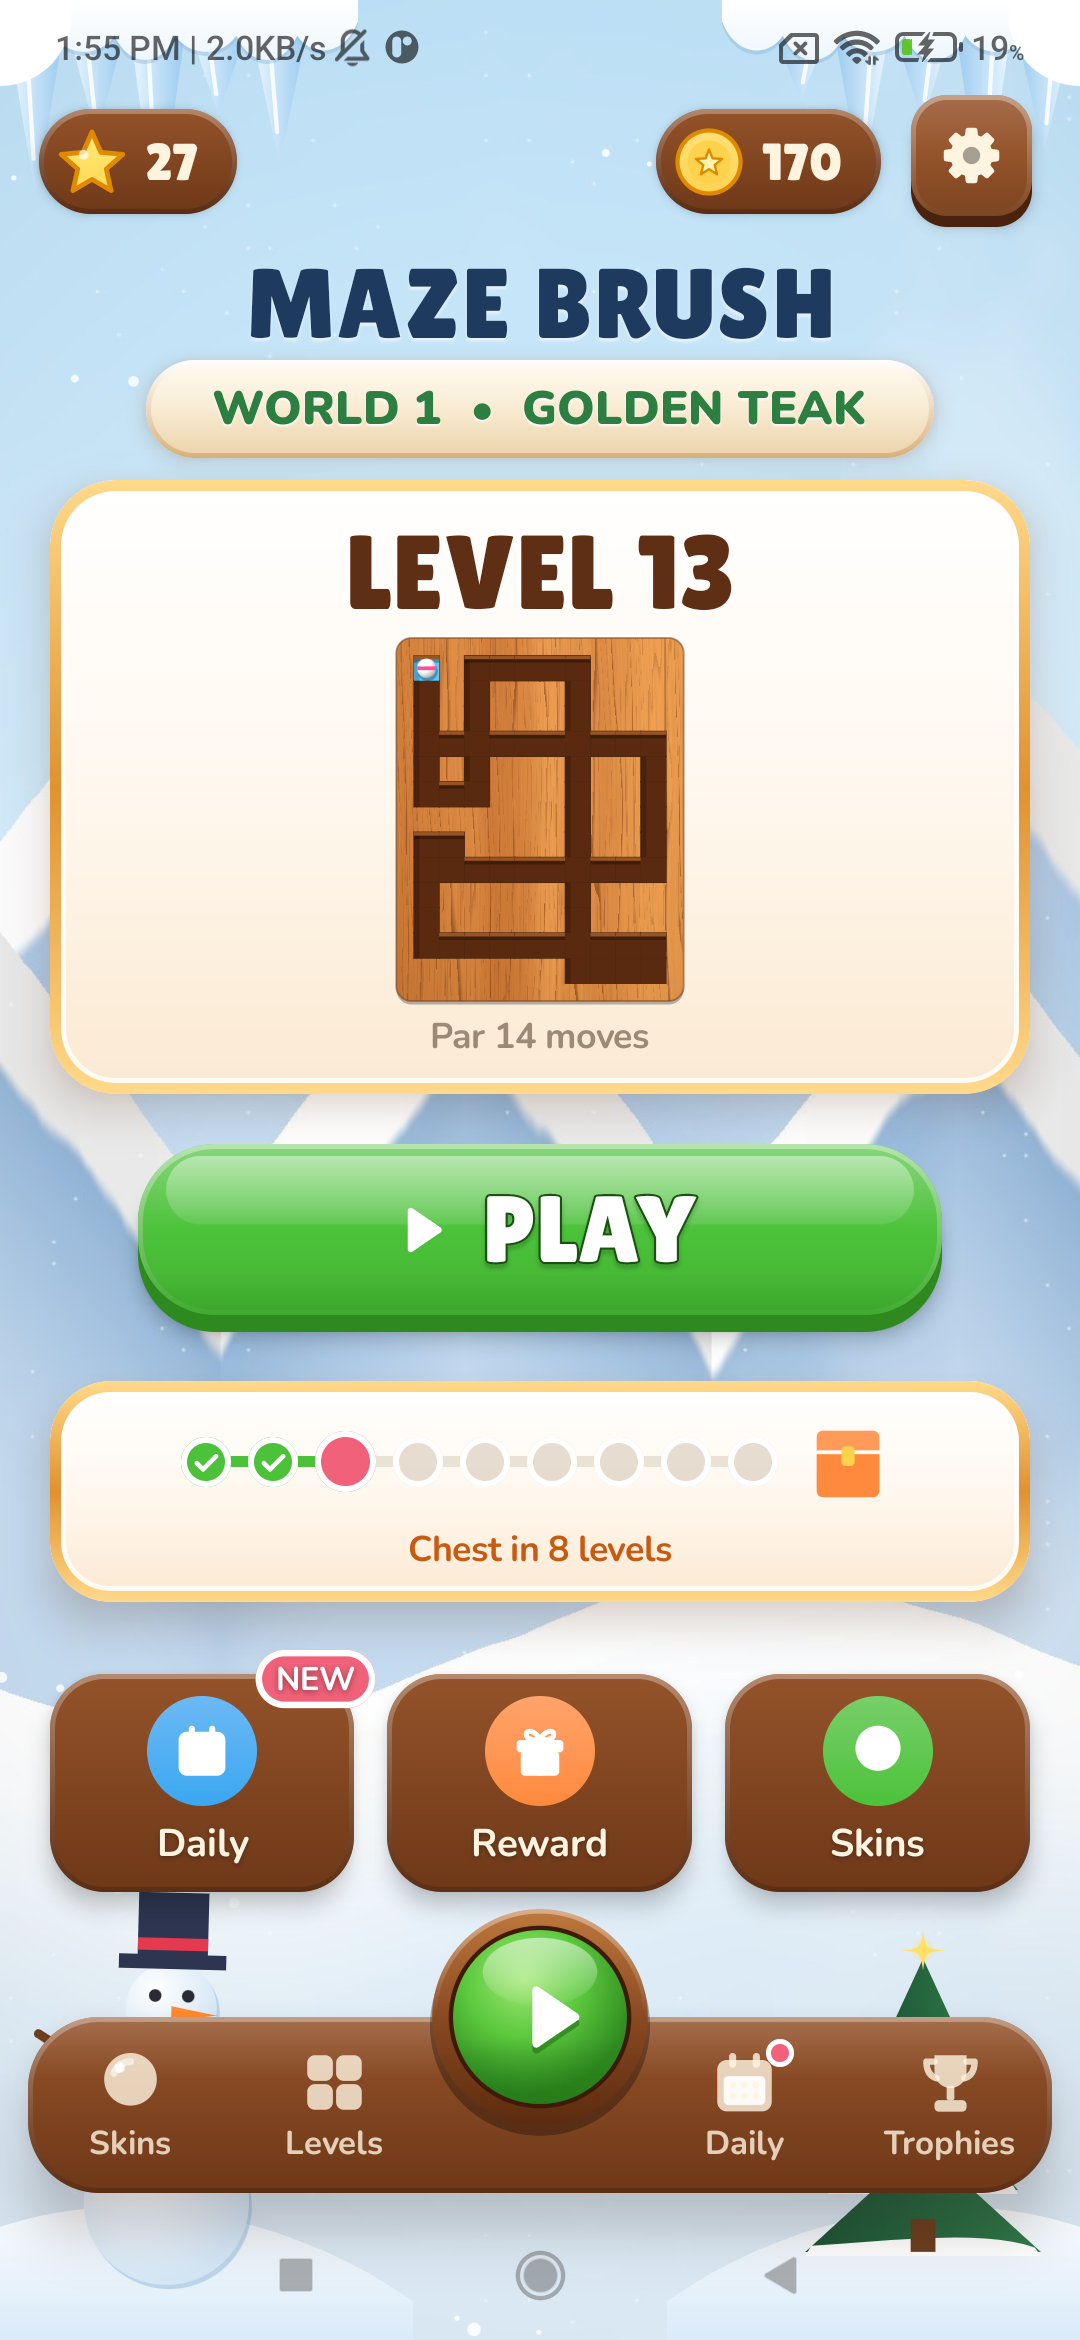 1:55 PM | 2.0KB/s 19%
27 170
MAZE BRUSH
WORLD 1 • GOLDEN TEAK
LEVEL 13
Par 14 moves
PLAY
Chest in 8 levels
NEW
Daily Reward Skins
Skins Levels Daily Trophies